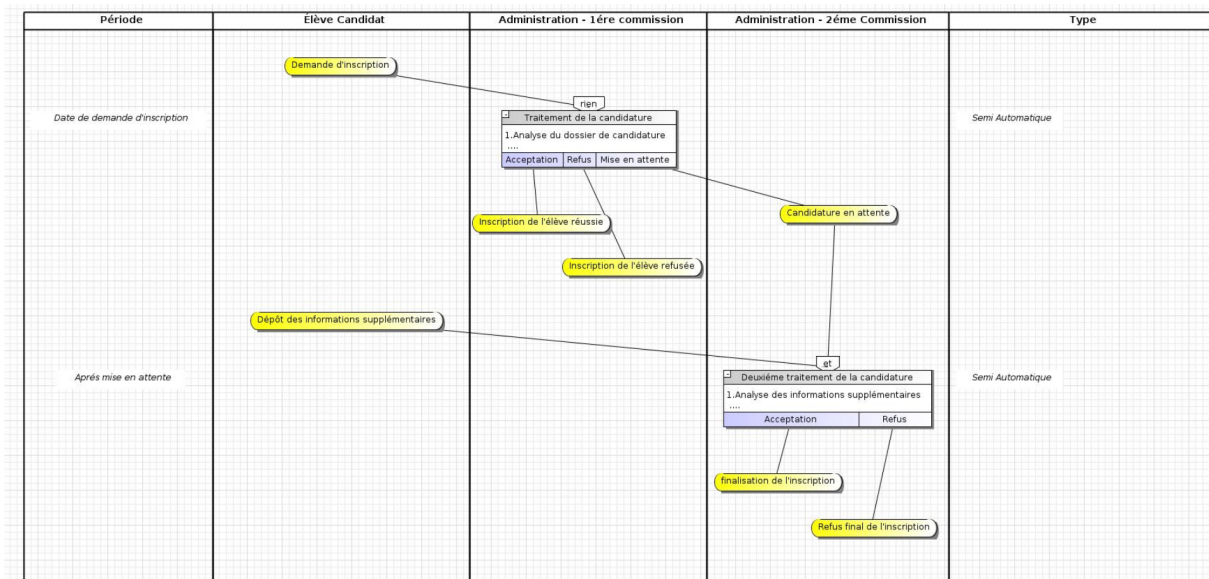 Période
Élève Candidat
Administration - 1ére commission
Administration - 2éme Commission
Type
Demande d'inscription
rien
Date de demande d'inscription
Traitement de la candidature
Semi Automatique
1.Analyse du dossier de candidature
....
Acceptation
Refus
Mise en attente
Inscription de l'élève réussie
Candidature en attente
Inscription de l'élève refusée
Dépôt des informations supplémentaires
et
Aprés mise en attente
Deuxiéme traitement de la candidature
Semi Automatique
1.Analyse des informations supplémentaires
....
Acceptation
Refus
finalisation de l'inscription
Refus final de l'inscription